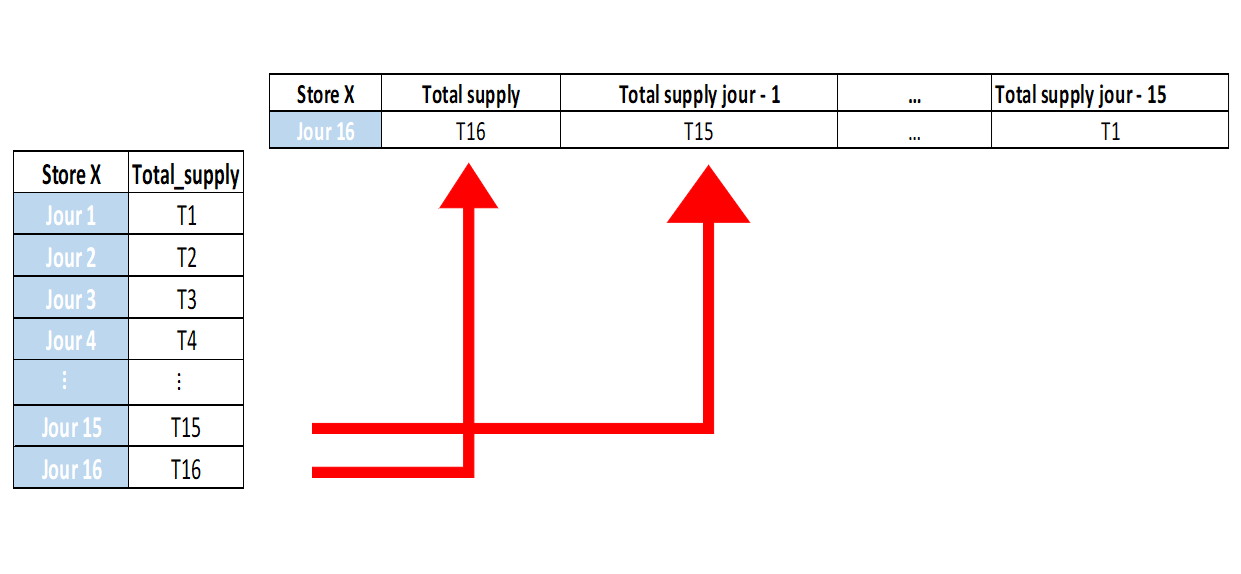 Store X Total supply Total supply jour - 1 ... Total supply jour - 15
Jour 16 T16 T15 ... T1
Store X Total_supply
Jour 1 T1
Jour 2 T2
Jour 3 T3
Jour 4 T4
⋮ ⋮
Jour 15 T15
Jour 16 T16